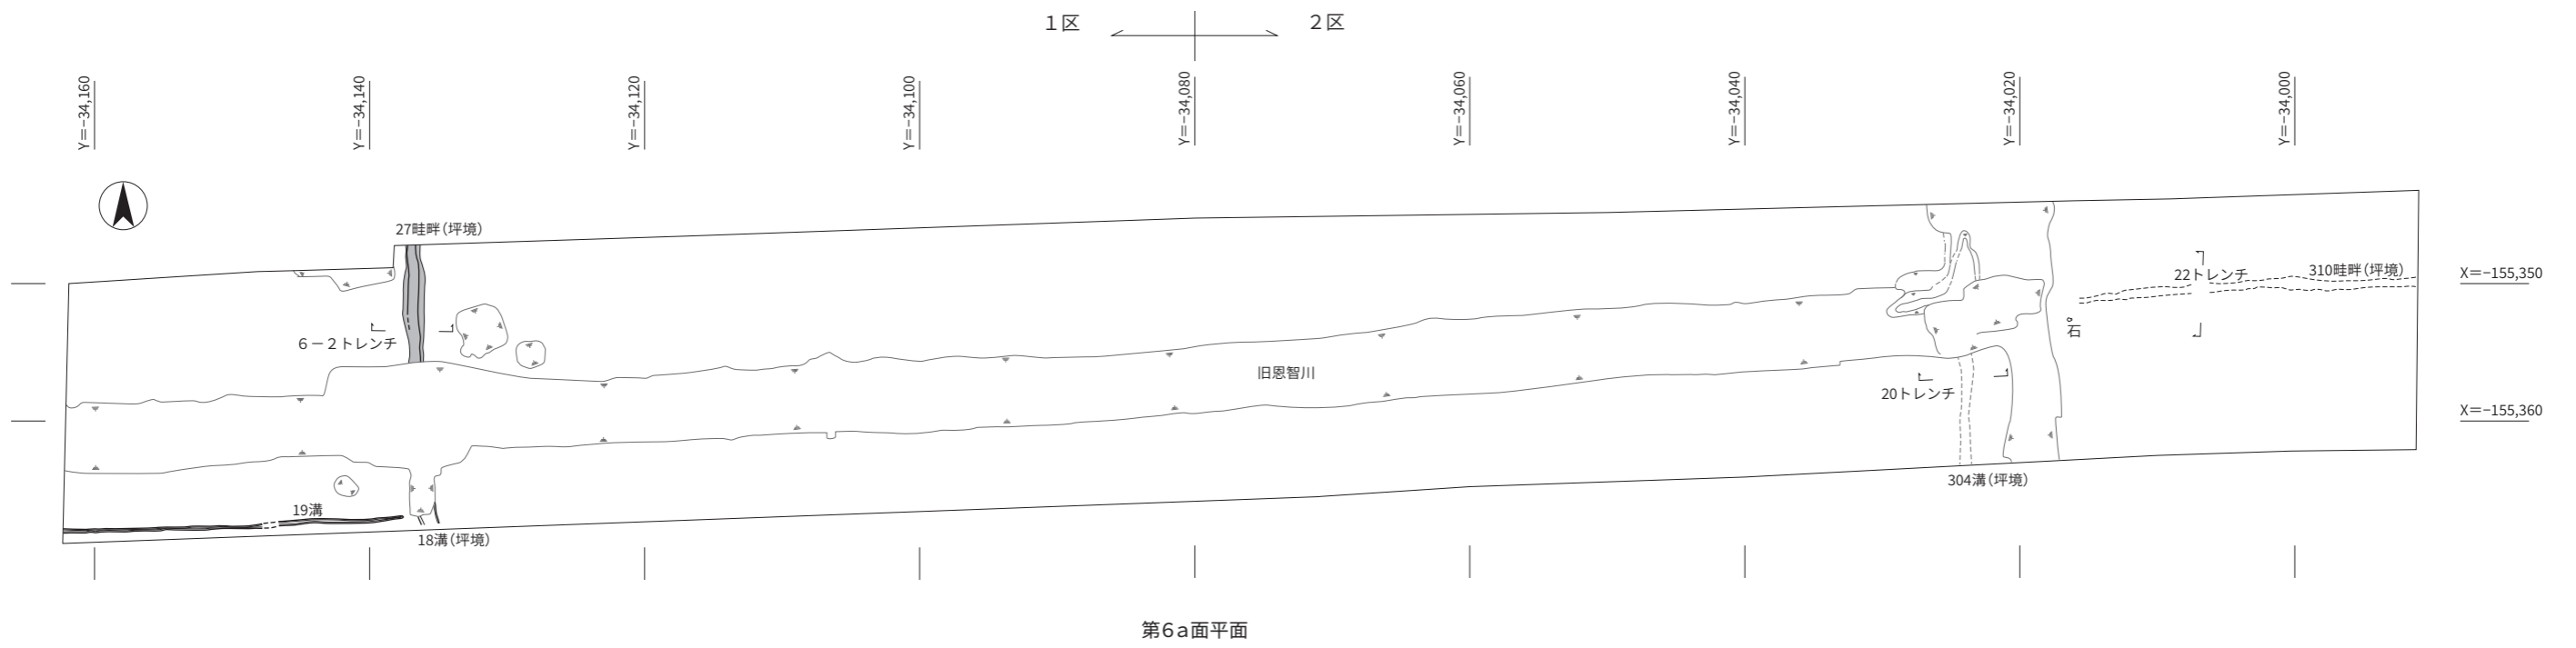 １区
２区
Y＝−34,160
Y＝−34,140
Y＝−34,120
Y＝−34,100
Y＝−34,080
Y＝−34,060
Y＝−34,040
Y＝−34,020
Y＝−34,000
27畦畔（坪境）
22トレンチ
310畦畔（坪境）
X＝−155,350
６－２トレンチ
石
旧恩智川
20トレンチ
X＝−155,360
304溝（坪境）
19溝
18溝（坪境）
第６a面平面